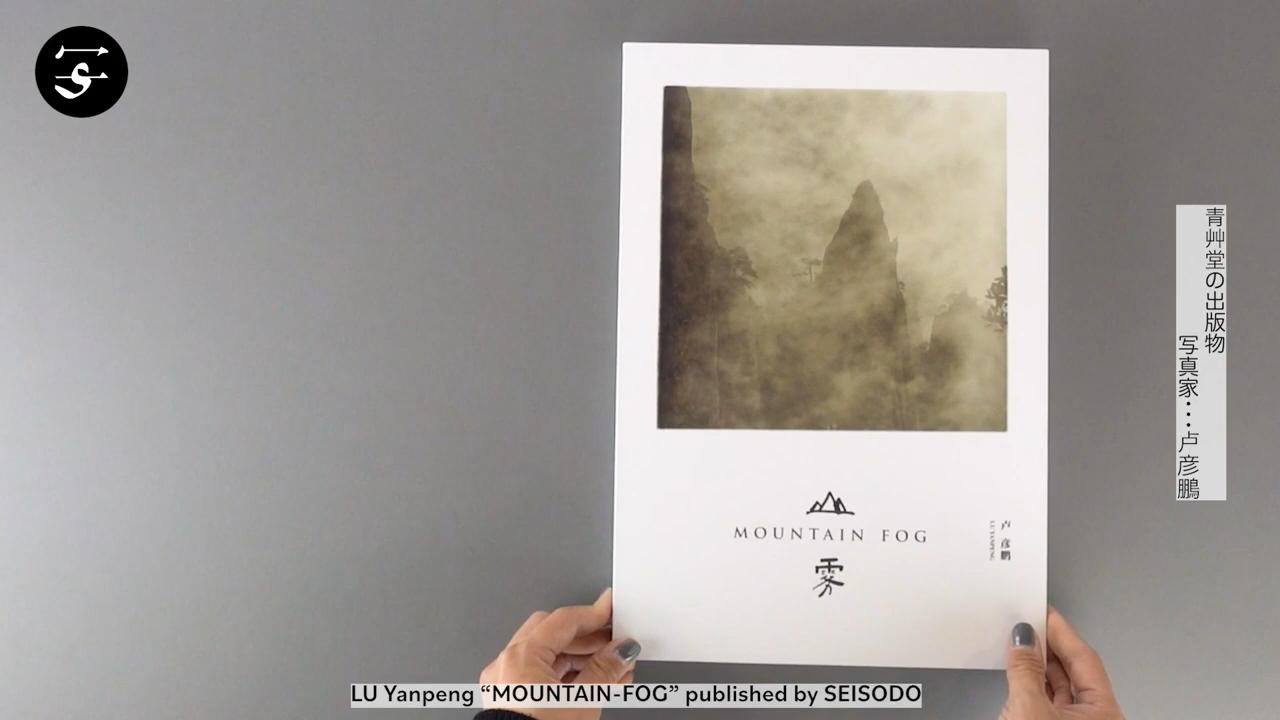 青艸堂の出版物
写真家・・・卢彦鹏
MOUNTAIN FOG
雾
卢彦鹏
LU YANPENG
LU Yanpeng “MOUNTAIN-FOG” published by SEISODO